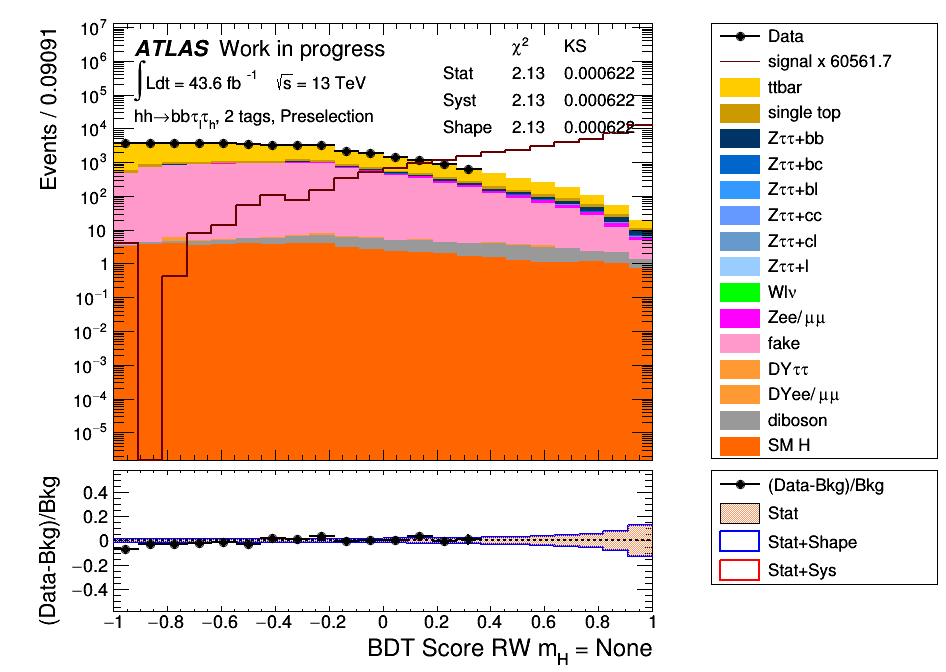 ATLAS Work in progress
∫ Ldt = 43.6 fb⁻¹ √s = 13 TeV
hh→bbτ_lτ_h, 2 tags, Preselection
χ² KS
Stat 2.13 0.000622
Syst 2.13 0.000622
Shape 2.13 0.000622
Events / 0.09091
10⁷
10⁶
10⁵
10⁴
10³
10²
10
1
10⁻¹
10⁻²
10⁻³
10⁻⁴
10⁻⁵
Data
signal x 60561.7
ttbar
single top
Zττ+bb
Zττ+bc
Zττ+bl
Zττ+cc
Zττ+cl
Zττ+l
Wlν
Zee/μμ
fake
DYττ
DYee/μμ
diboson
SM H
(Data-Bkg)/Bkg
0.4
0.2
0
−0.2
−0.4
−1 −0.8 −0.6 −0.4 −0.2 0 0.2 0.4 0.6 0.8 1
BDT Score RW m_H = None
(Data-Bkg)/Bkg
Stat
Stat+Shape
Stat+Sys